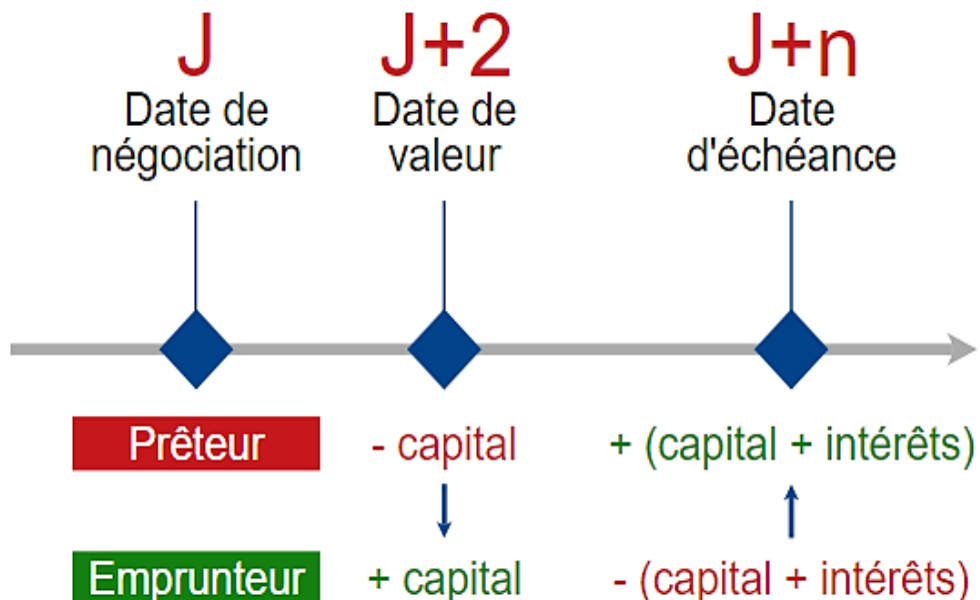 J
Date de
négociation
J+2
Date de
valeur
J+n
Date
d'échéance
Prêteur
- capital
+ (capital + intérêts)
Emprunteur
+ capital
- (capital + intérêts)